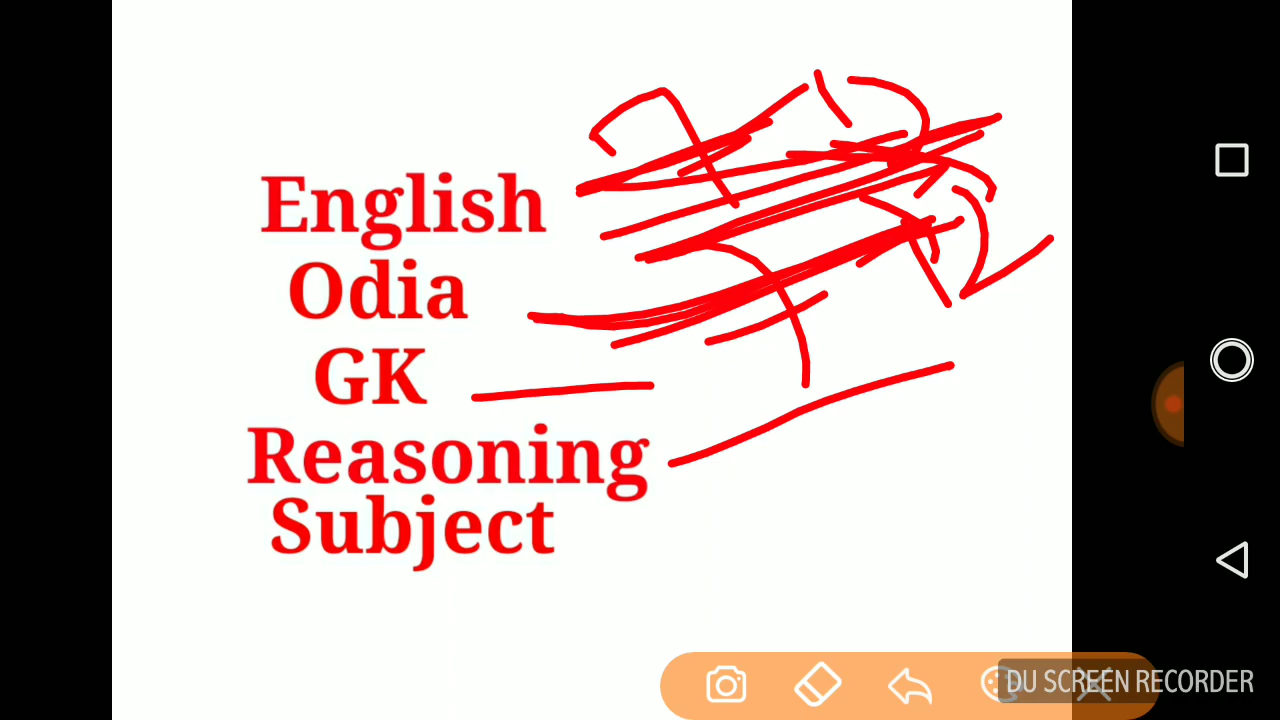 English
Odia
GK
Reasoning
Subject
DU SCREEN RECORDER